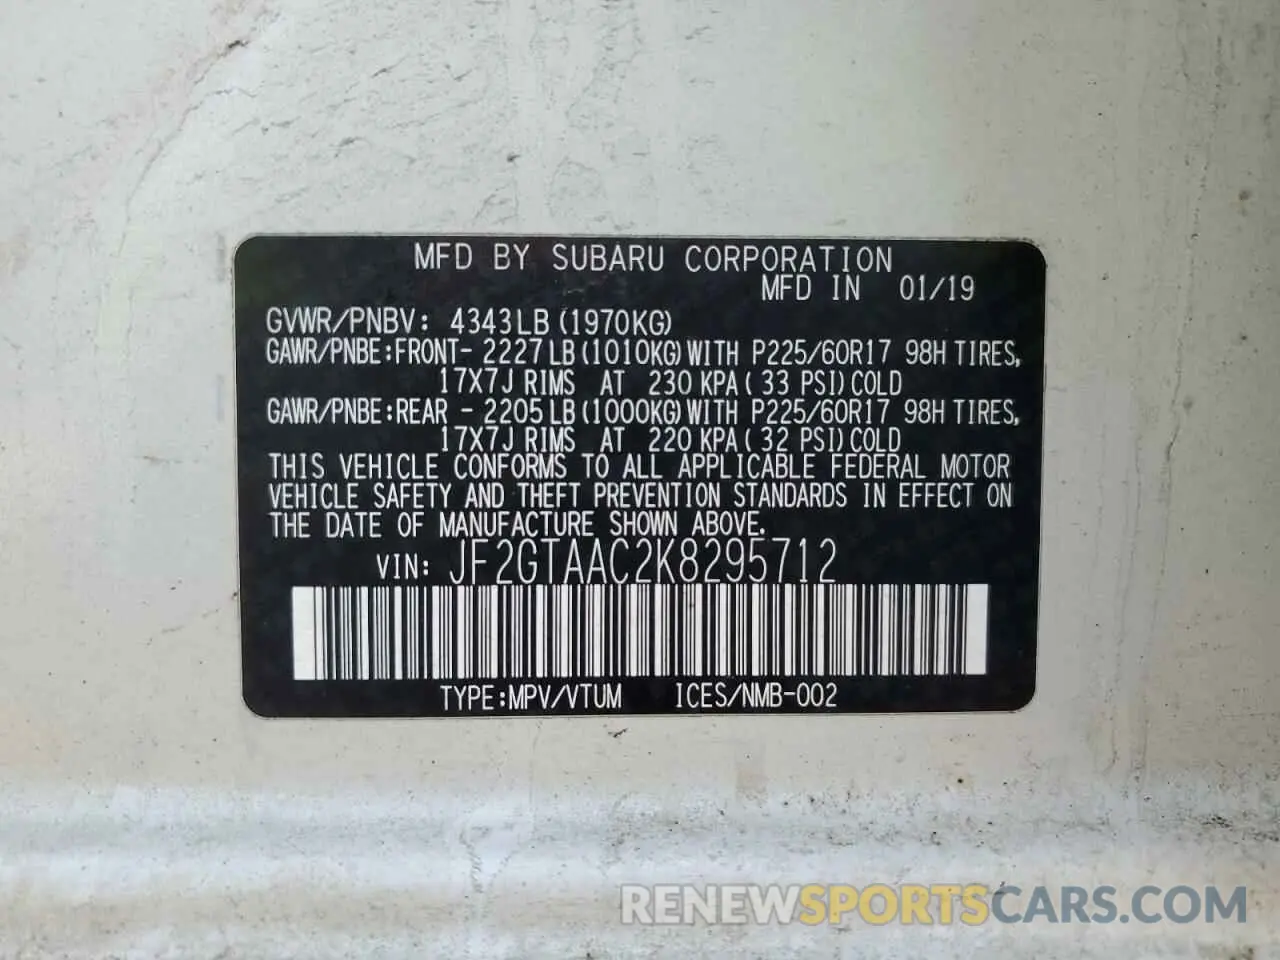 MFD BY SUBARU CORPORATION
MFD IN 01/19
GVWR/PNBV: 4343LB(1970KG)
GAWR/PNBE:FRONT- 2227LB(1010KG)WITH P225/60R17 98H TIRES,
17X7J RIMS AT 230 KPA( 33 PSI)COLD
GAWR/PNBE:REAR - 2205LB(1000KG)WITH P225/60R17 98H TIRES,
17X7J RIMS AT 220 KPA( 32 PSI)COLD
THIS VEHICLE CONFORMS TO ALL APPLICABLE FEDERAL MOTOR
VEHICLE SAFETY AND THEFT PREVENTION STANDARDS IN EFFECT ON
THE DATE OF MANUFACTURE SHOWN ABOVE.
VIN: JF2GTAAC2K8295712
TYPE:MPV/VTUM ICES/NMB-002
RENEWSPORTSCARS.COM